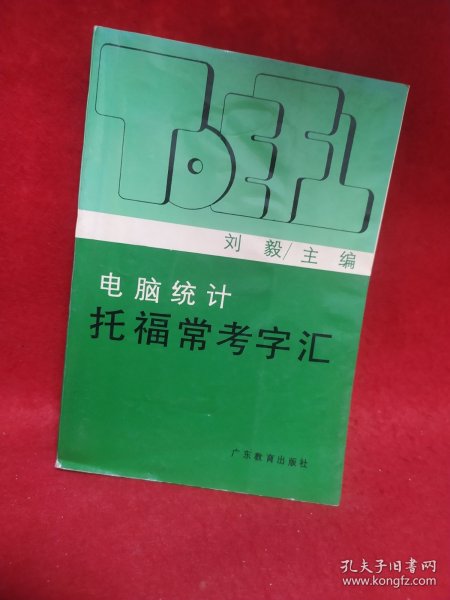 TOEFL
刘毅/主编
电脑统计
托福常考字汇
广东教育出版社
孔夫子旧书网
www.kongfz.com